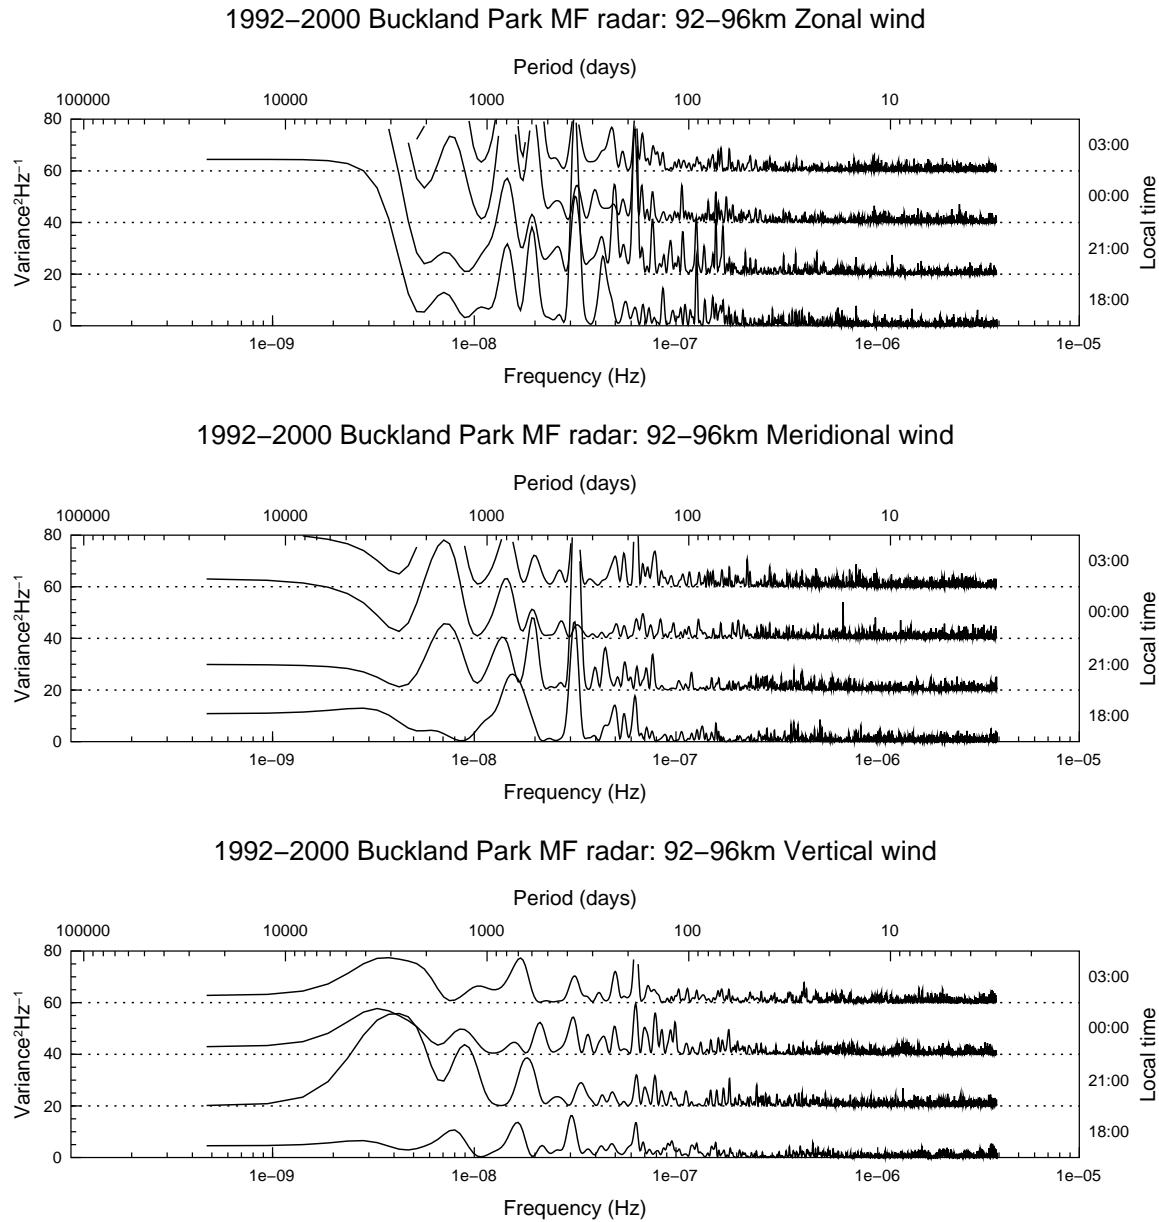 1992−2000 Buckland Park MF radar: 92−96km Zonal wind
Period (days)
100000 10000 1000 100 10
80
60
40
20
0
Variance²Hz⁻¹
03:00
00:00
21:00
18:00
Local time
1e−09 1e−08 1e−07 1e−06 1e−05
Frequency (Hz)
1992−2000 Buckland Park MF radar: 92−96km Meridional wind
Period (days)
100000 10000 1000 100 10
80
60
40
20
0
Variance²Hz⁻¹
03:00
00:00
21:00
18:00
Local time
1e−09 1e−08 1e−07 1e−06 1e−05
Frequency (Hz)
1992−2000 Buckland Park MF radar: 92−96km Vertical wind
Period (days)
100000 10000 1000 100 10
80
60
40
20
0
Variance²Hz⁻¹
03:00
00:00
21:00
18:00
Local time
1e−09 1e−08 1e−07 1e−06 1e−05
Frequency (Hz)